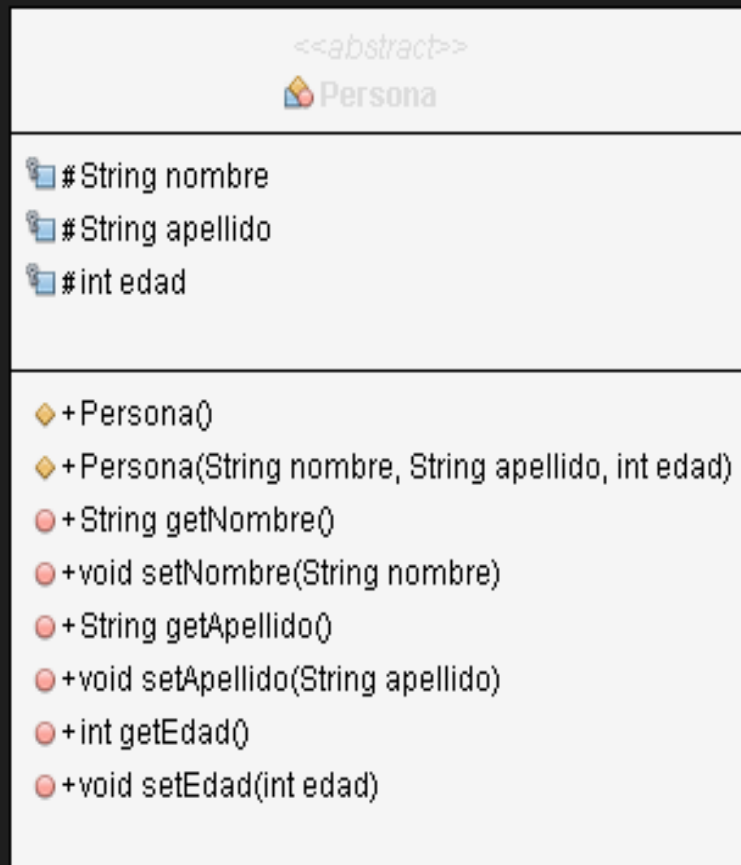 <<abstract>>
Persona
# String nombre
# String apellido
# int edad
+ Persona()
+ Persona(String nombre, String apellido, int edad)
+ String getNombre()
+ void setNombre(String nombre)
+ String getApellido()
+ void setApellido(String apellido)
+ int getEdad()
+ void setEdad(int edad)